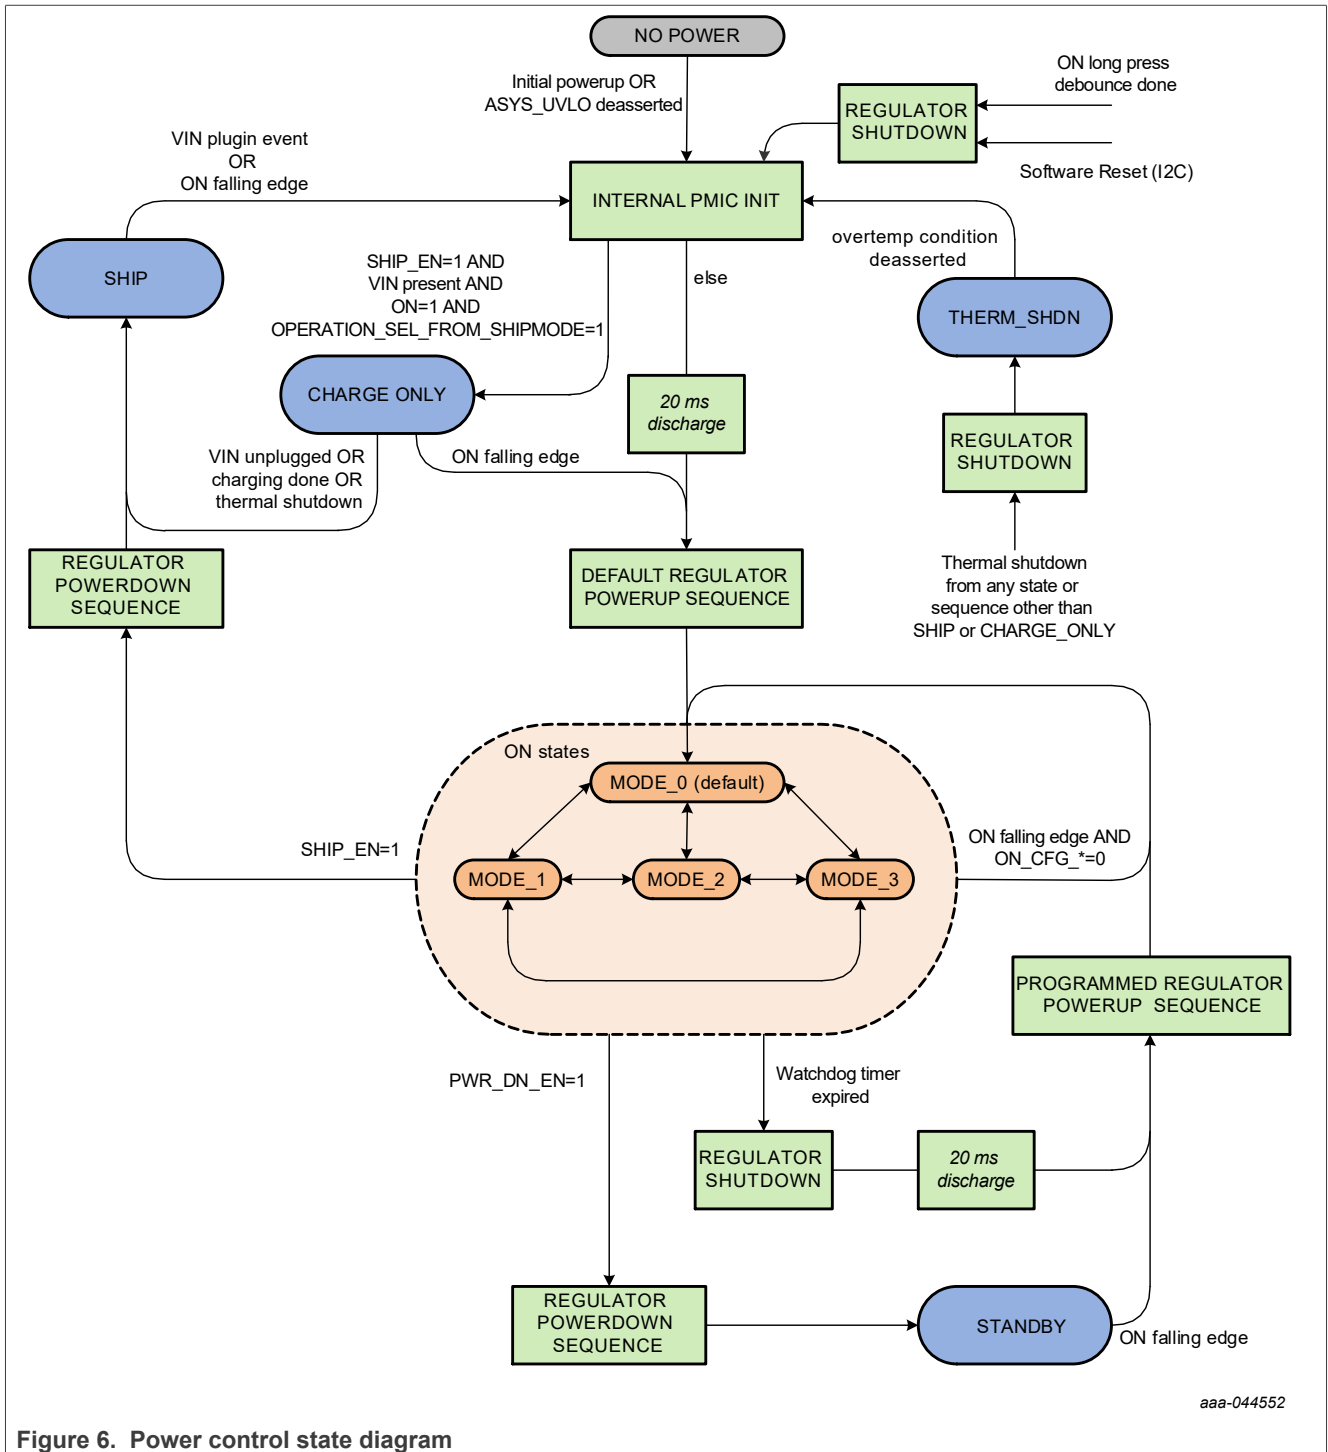 NO POWER
Initial powerup OR
ASYS_UVLO deasserted
ON long press
debounce done
REGULATOR
SHUTDOWN
Software Reset (I2C)
VIN plugin event
OR
ON falling edge
INTERNAL PMIC INIT
SHIP
SHIP_EN=1 AND
VIN present AND
ON=1 AND
OPERATION_SEL_FROM_SHIPMODE=1
else
overtemp condition
deasserted
THERM_SHDN
CHARGE ONLY
20 ms
discharge
REGULATOR
SHUTDOWN
VIN unplugged OR
charging done OR
thermal shutdown
ON falling edge
REGULATOR
POWERDOWN
SEQUENCE
DEFAULT REGULATOR
POWERUP SEQUENCE
Thermal shutdown
from any state or
sequence other than
SHIP or CHARGE_ONLY
ON states
MODE_0 (default)
SHIP_EN=1
MODE_1
MODE_2
MODE_3
ON falling edge AND
ON_CFG_*=0
PROGRAMMED REGULATOR
POWERUP SEQUENCE
PWR_DN_EN=1
Watchdog timer
expired
REGULATOR
SHUTDOWN
20 ms
discharge
REGULATOR
POWERDOWN
SEQUENCE
STANDBY
ON falling edge
aaa-044552
Figure 6. Power control state diagram